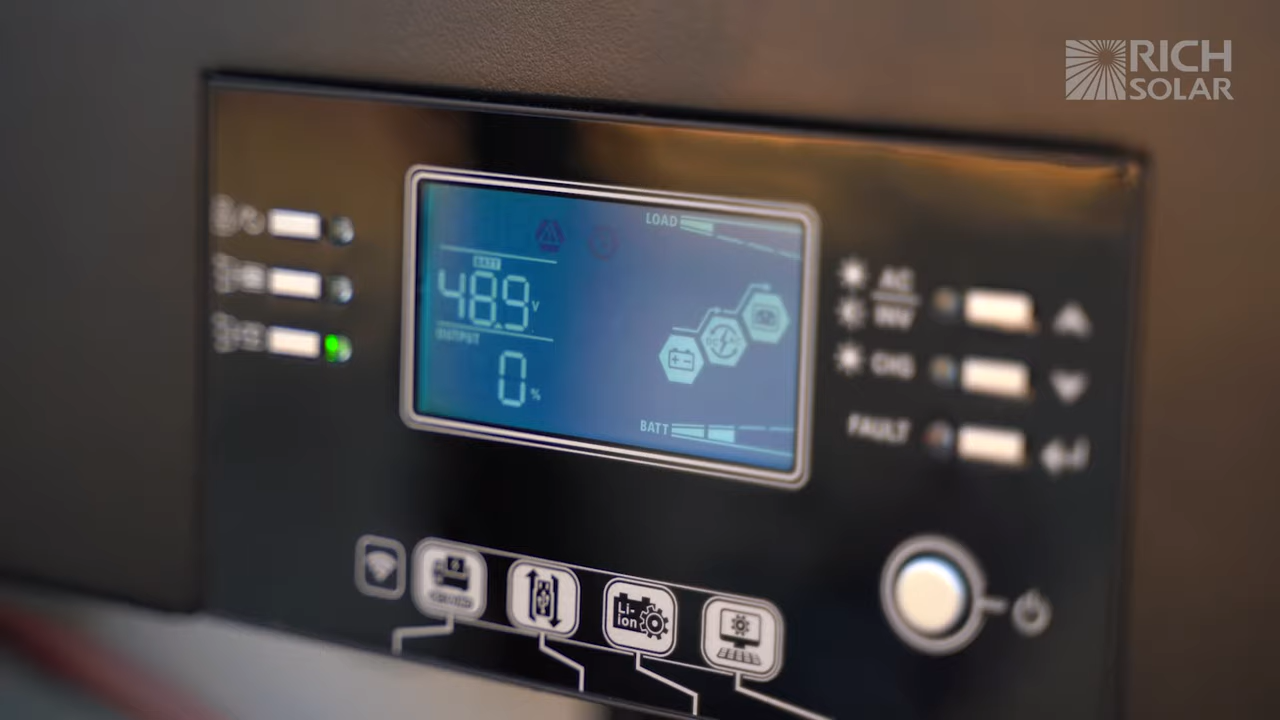 RICH
SOLAR
LOAD
BATT
48.9 V
OUTPUT
0 %
BATT
AC
INV
CHG
FAULT
Li-
ion